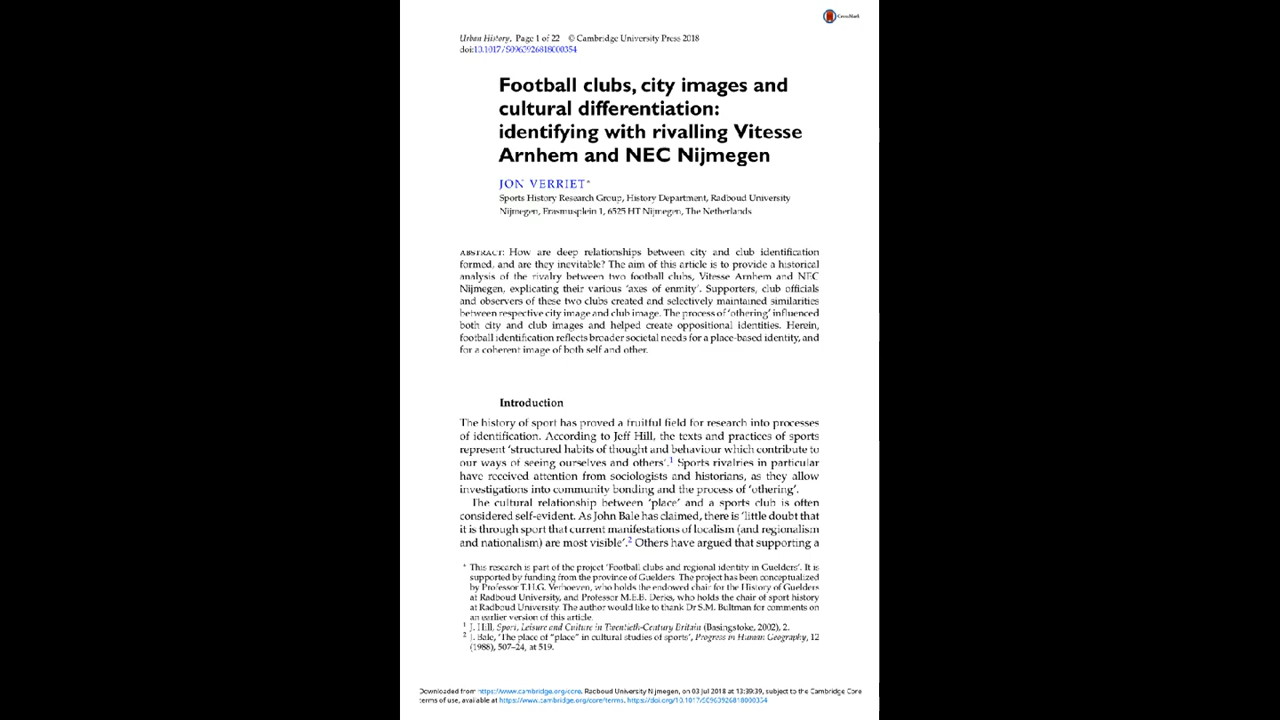 CrossMark
Urban History, Page 1 of 22 © Cambridge University Press 2018
doi:10.1017/S0963926818000354
Football clubs, city images and
cultural differentiation:
identifying with rivalling Vitesse
Arnhem and NEC Nijmegen
JON VERRIET*
Sports History Research Group, History Department, Radboud University
Nijmegen, Erasmusplein 1, 6525 HT Nijmegen, The Netherlands
ABSTRACT: How are deep relationships between city and club identification
formed, and are they inevitable? The aim of this article is to provide a historical
analysis of the rivalry between two football clubs, Vitesse Arnhem and NEC
Nijmegen, explicating their various 'axes of enmity'. Supporters, club officials
and observers of these two clubs created and selectively maintained similarities
between respective city image and club image. The process of 'othering' influenced
both city and club images and helped create oppositional identities. Herein,
football identification reflects broader societal needs for a place-based identity, and
for a coherent image of both self and other.
Introduction
The history of sport has proved a fruitful field for research into processes
of identification. According to Jeff Hill, the texts and practices of sports
represent 'structured habits of thought and behaviour which contribute to
our ways of seeing ourselves and others'.1 Sports rivalries in particular
have received attention from sociologists and historians, as they allow
investigations into community bonding and the process of 'othering'.
The cultural relationship between 'place' and a sports club is often
considered self-evident. As John Bale has claimed, there is 'little doubt that
it is through sport that current manifestations of localism (and regionalism
and nationalism) are most visible'.2 Others have argued that supporting a
* This research is part of the project 'Football clubs and regional identity in Guelders'. It is
supported by funding from the province of Guelders. The project has been conceptualized
by Professor T.H.G. Verhoeven, who holds the endowed chair for the History of Guelders
at Radboud University, and Professor M.E.B. Derks, who holds the chair of sport history
at Radboud University. The author would like to thank Dr S.M. Bultman for comments on
an earlier version of this article.
1 J. Hill, Sport, Leisure and Culture in Twentieth-Century Britain (Basingstoke, 2002), 2.
2 J. Bale, 'The place of "place" in cultural studies of sports', Progress in Human Geography, 12
(1988), 507–24, at 519.
Downloaded from https://www.cambridge.org/core. Radboud University Nijmegen, on 03 Jul 2018 at 13:39:39, subject to the Cambridge Core
terms of use, available at https://www.cambridge.org/core/terms. https://doi.org/10.1017/S0963926818000354